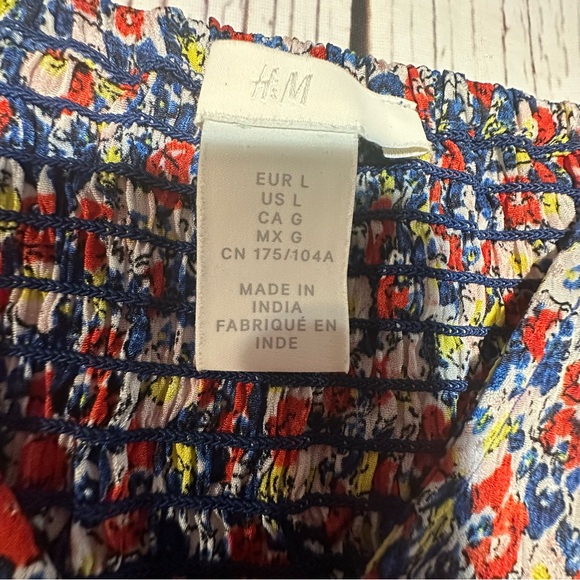 H&M
EUR L
US L
CA G
MX G
CN 175/104A
MADE IN
INDIA
FABRIQUÉ EN
INDE